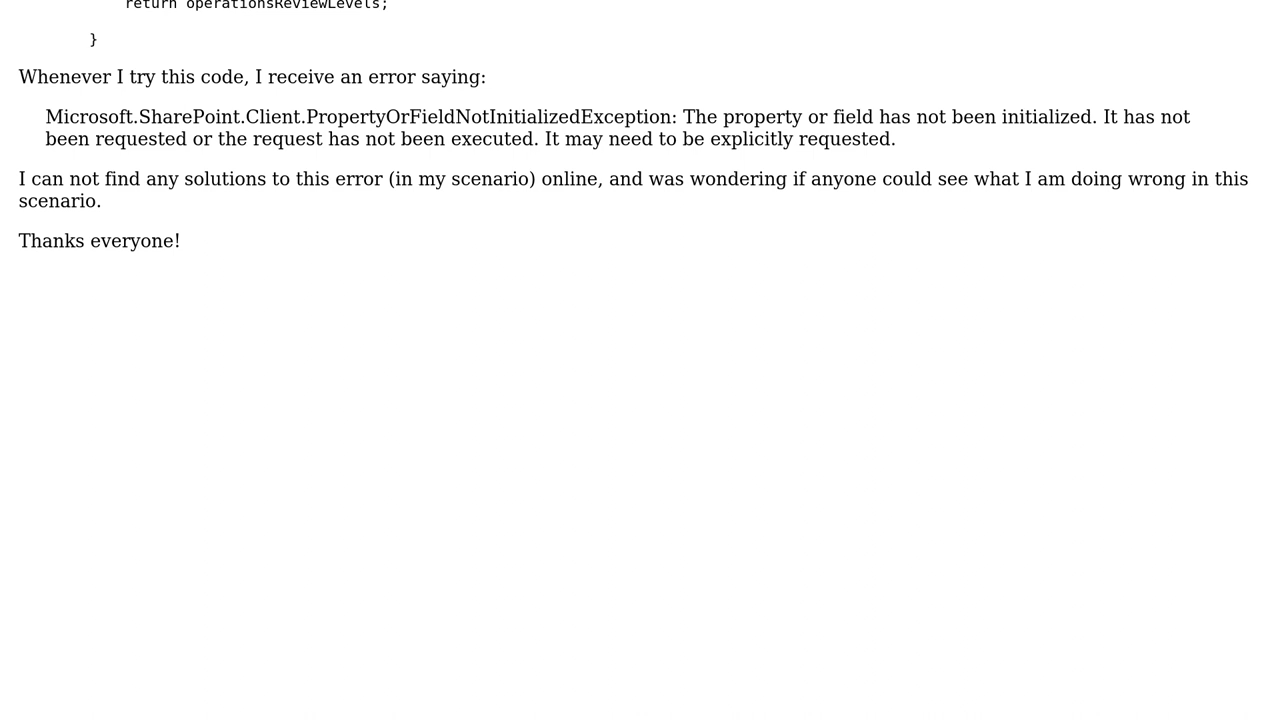 return operationsReviewLevels;
}
Whenever I try this code, I receive an error saying:
Microsoft.SharePoint.Client.PropertyOrFieldNotInitializedException: The property or field has not been initialized. It has not
been requested or the request has not been executed. It may need to be explicitly requested.
I can not find any solutions to this error (in my scenario) online, and was wondering if anyone could see what I am doing wrong in this
scenario.
Thanks everyone!